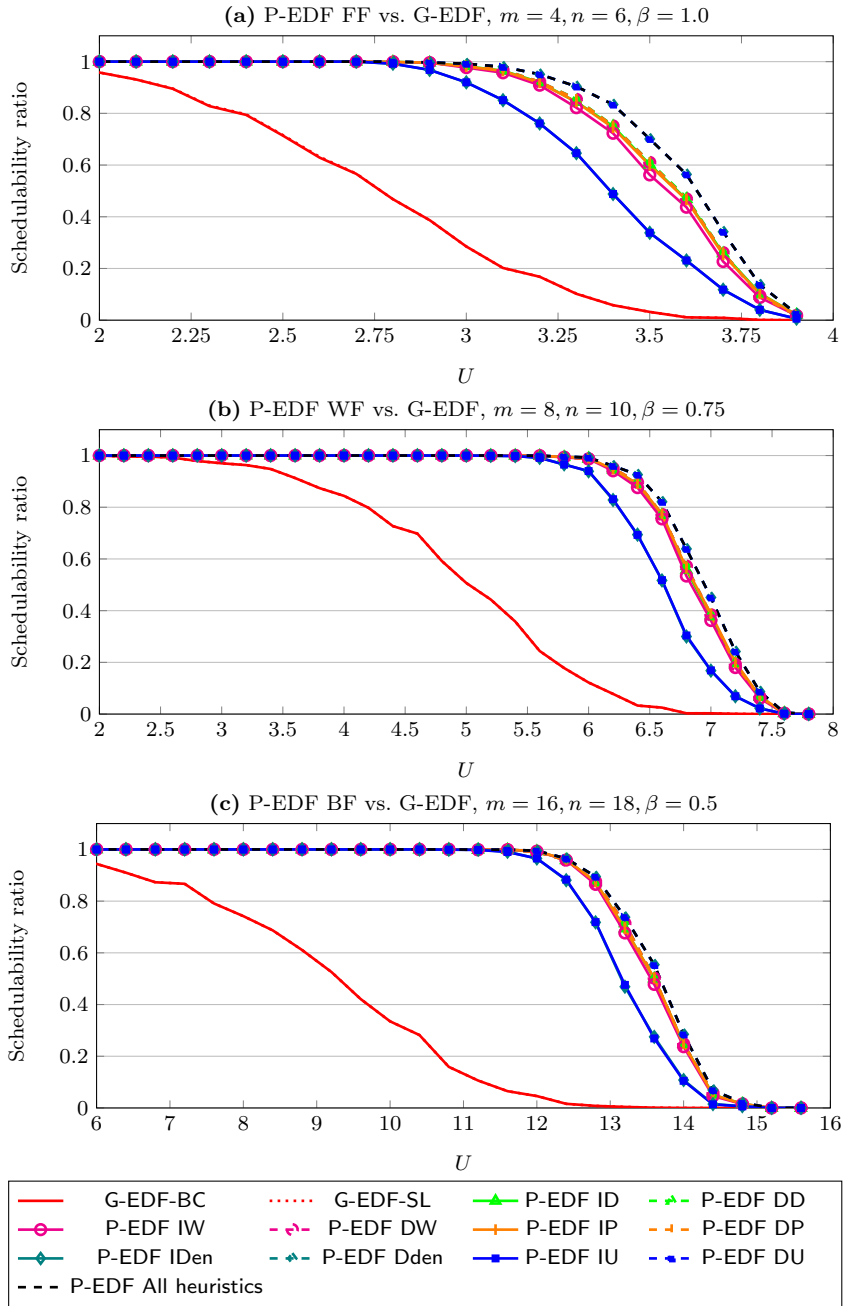 (a) P-EDF FF vs. G-EDF, m = 4, n = 6, β = 1.0
Schedulability ratio
1
0.8
0.6
0.4
0.2
0
2 2.25 2.5 2.75 3 3.25 3.5 3.75 4
U
(b) P-EDF WF vs. G-EDF, m = 8, n = 10, β = 0.75
Schedulability ratio
1
0.8
0.6
0.4
0.2
0
2 2.5 3 3.5 4 4.5 5 5.5 6 6.5 7 7.5 8
U
(c) P-EDF BF vs. G-EDF, m = 16, n = 18, β = 0.5
Schedulability ratio
1
0.8
0.6
0.4
0.2
0
6 7 8 9 10 11 12 13 14 15 16
U
G-EDF-BC G-EDF-SL P-EDF ID P-EDF DD
P-EDF IW P-EDF DW P-EDF IP P-EDF DP
P-EDF IDen P-EDF Dden P-EDF IU P-EDF DU
P-EDF All heuristics